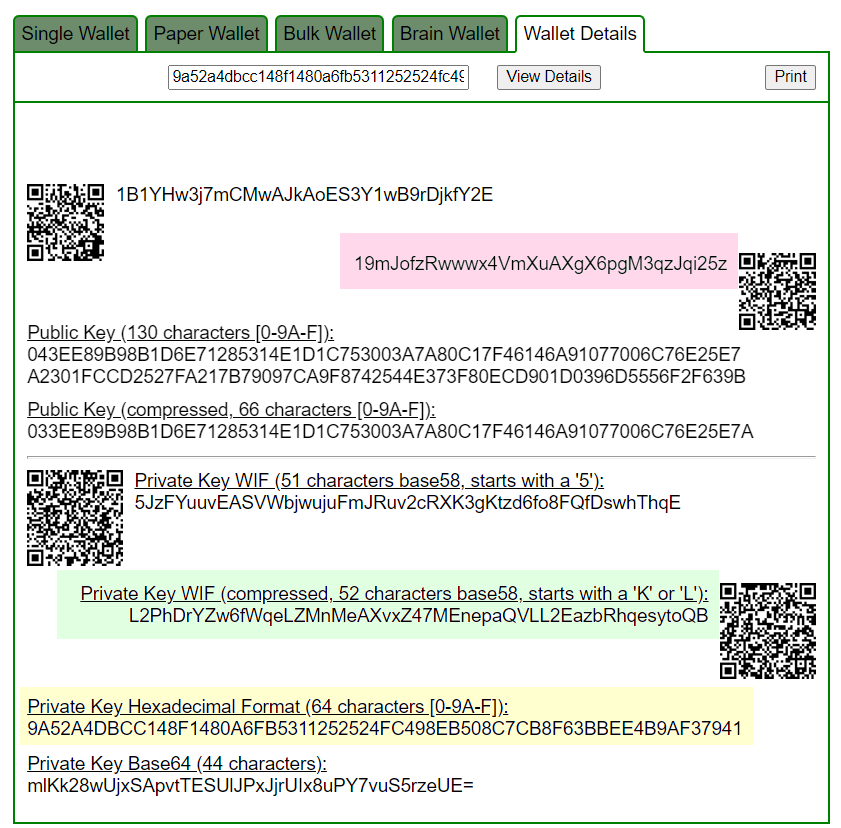 Single Wallet Paper Wallet Bulk Wallet Brain Wallet Wallet Details
9a52a4dbcc148f1480a6fb5311252524fc49 View Details Print
1B1YHw3j7mCMwAJkAoES3Y1wB9rDjkfY2E
19mJofzRwwwx4VmXuAXgX6pgM3qzJqi25z
Public Key (130 characters [0-9A-F]):
043EE89B98B1D6E71285314E1D1C753003A7A80C17F46146A91077006C76E25E7
A2301FCCD2527FA217B79097CA9F8742544E373F80ECD901D0396D5556F2F639B
Public Key (compressed, 66 characters [0-9A-F]):
033EE89B98B1D6E71285314E1D1C753003A7A80C17F46146A91077006C76E25E7A
Private Key WIF (51 characters base58, starts with a '5'):
5JzFYuuvEASVWbjwujuFmJRuv2cRXK3gKtzd6fo8FQfDswhThqE
Private Key WIF (compressed, 52 characters base58, starts with a 'K' or 'L'):
L2PhDrYZw6fWqeLZMnMeAXvxZ47MEnepaQVLL2EazbRhqesytoQB
Private Key Hexadecimal Format (64 characters [0-9A-F]):
9A52A4DBCC148F1480A6FB5311252524FC498EB508C7CB8F63BBEE4B9AF37941
Private Key Base64 (44 characters):
mlKk28wUjxSApvtTESUlJPxJjrUIx8uPY7vuS5rzeUE=